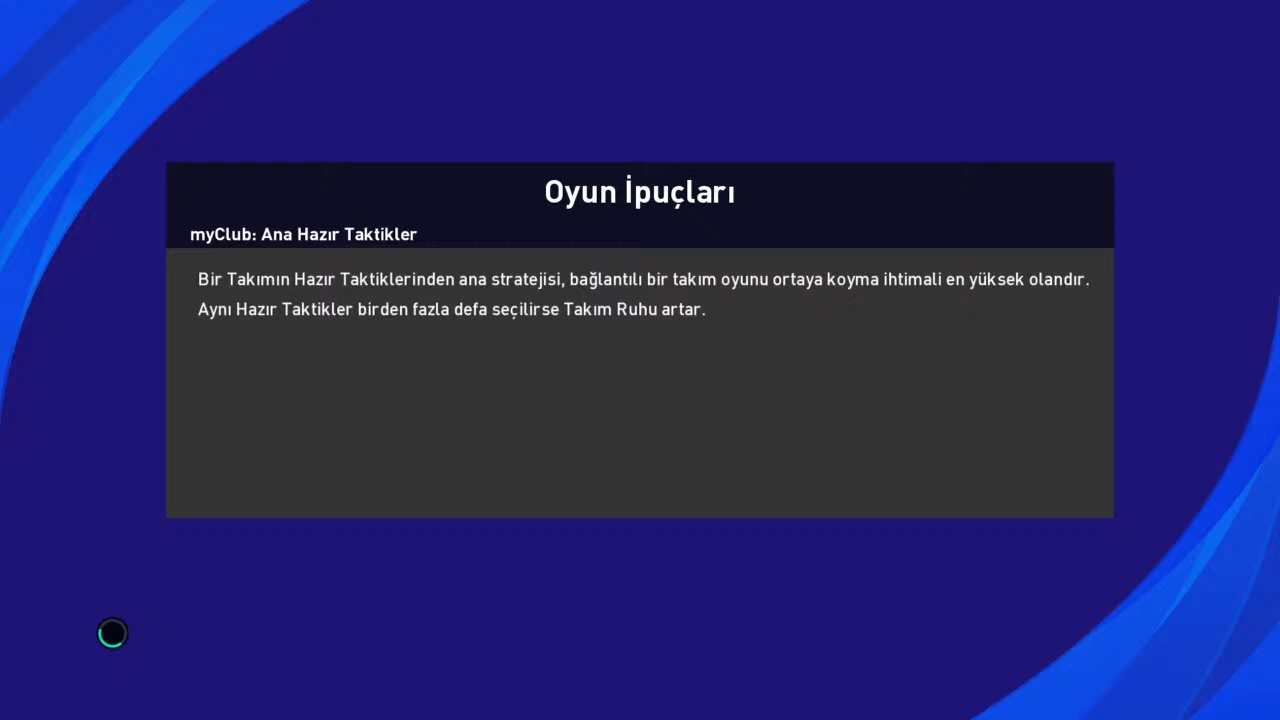 Oyun İpuçları
myClub: Ana Hazır Taktikler
Bir Takımın Hazır Taktiklerinden ana stratejisi, bağlantılı bir takım oyunu ortaya koyma ihtimali en yüksek olandır.
Aynı Hazır Taktikler birden fazla defa seçilirse Takım Ruhu artar.